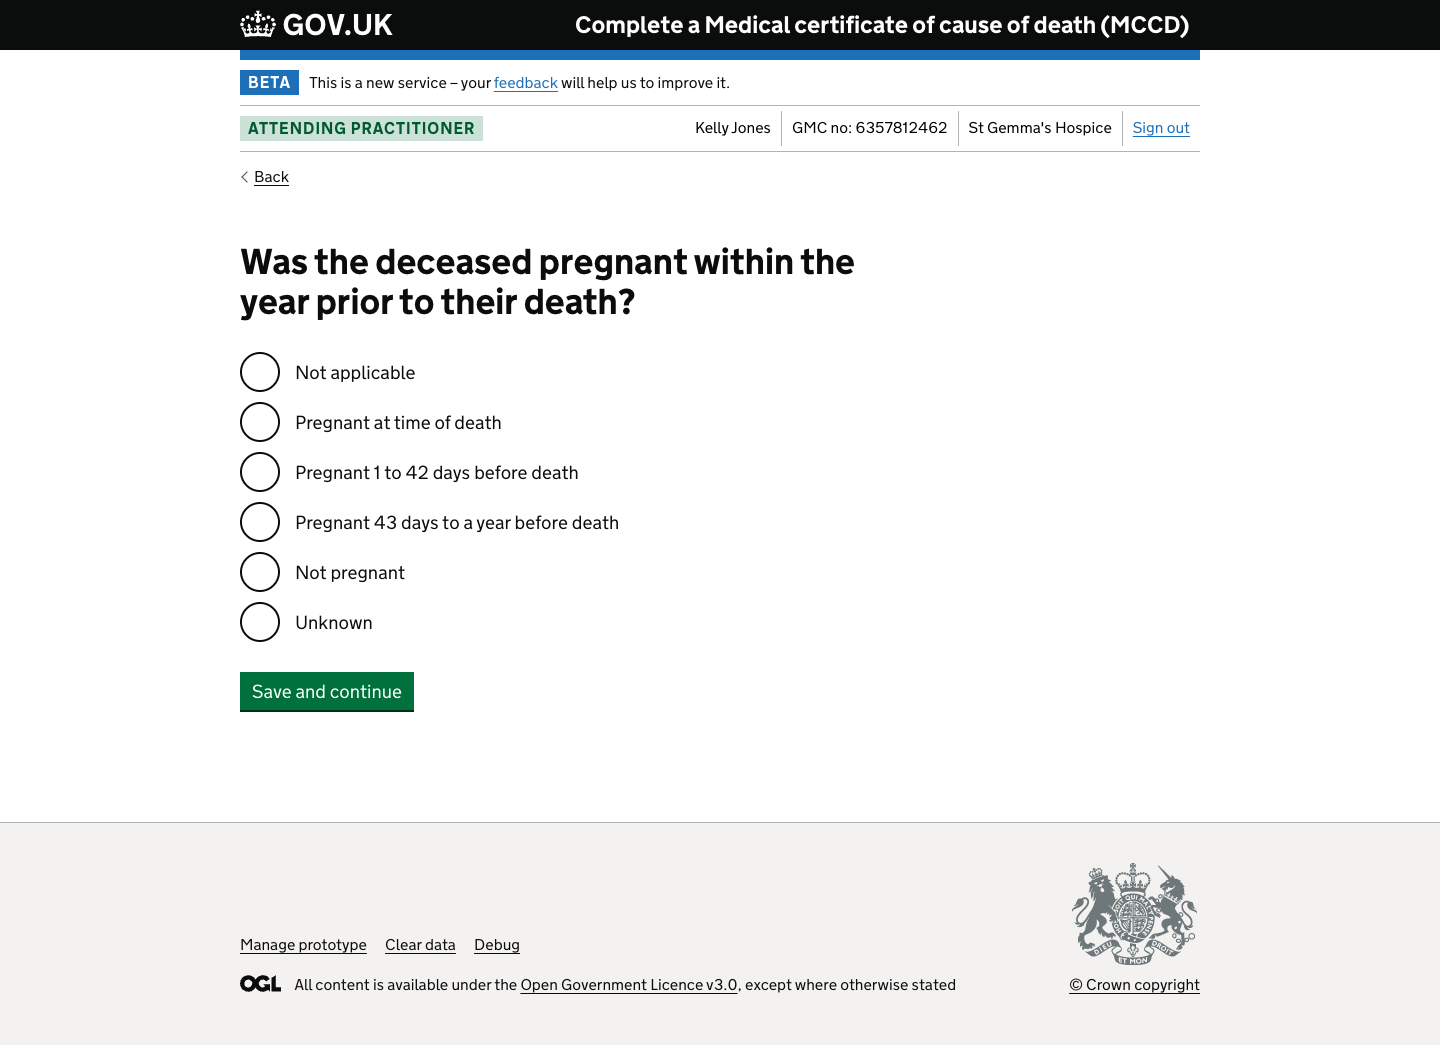 GOV.UK
Complete a Medical certificate of cause of death (MCCD)
BETA This is a new service – your feedback will help us to improve it.
ATTENDING PRACTITIONER
Kelly Jones
GMC no: 6357812462
St Gemma's Hospice
Sign out
Back
Was the deceased pregnant within the
year prior to their death?
Not applicable
Pregnant at time of death
Pregnant 1 to 42 days before death
Pregnant 43 days to a year before death
Not pregnant
Unknown
Save and continue
Manage prototype Clear data Debug
OGL All content is available under the Open Government Licence v3.0, except where otherwise stated
DIEU ET MON DROIT
© Crown copyright